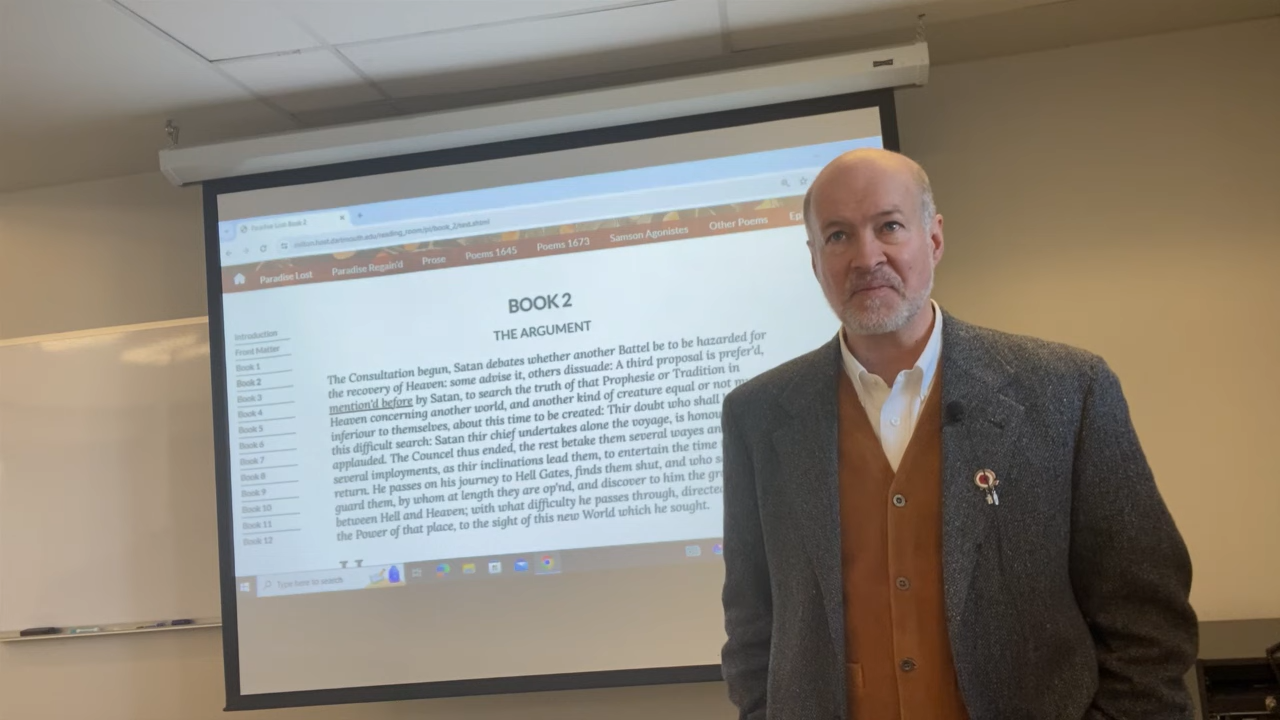 Paradise Lost: Book 2
milton.host.dartmouth.edu/reading_room/pl/book_2/text.shtml
Paradise Lost Paradise Regain'd Prose Poems 1645 Poems 1673 Samson Agonistes Other Poems
Introduction
Front Matter
Book 1
Book 2
Book 3
Book 4
Book 5
Book 6
Book 7
Book 8
Book 9
Book 10
Book 11
Book 12
BOOK 2
THE ARGUMENT
The Consultation begun, Satan debates whether another Battel be to be hazarded for
the recovery of Heaven: some advise it, others dissuade: A third proposal is prefer'd,
mention'd before by Satan, to search the truth of that Prophesie or Tradition in
Heaven concerning another world, and another kind of creature equal or not
inferiour to themselves, about this time to be created: Thir doubt who shall
this difficult search: Satan thir chief undertakes alone the voyage, is
applauded. The Councel thus ended, the rest betake them several wayes
several imployments, as thir inclinations lead them, to entertain the time
return. He passes on his journey to Hell Gates, finds them shut, and who
guard them, by whom at length they are op'nd, and discover to him the
between Hell and Heaven; with what difficulty he passes through,
the Power of that place, to the sight of this new World which he sought.
Type here to search